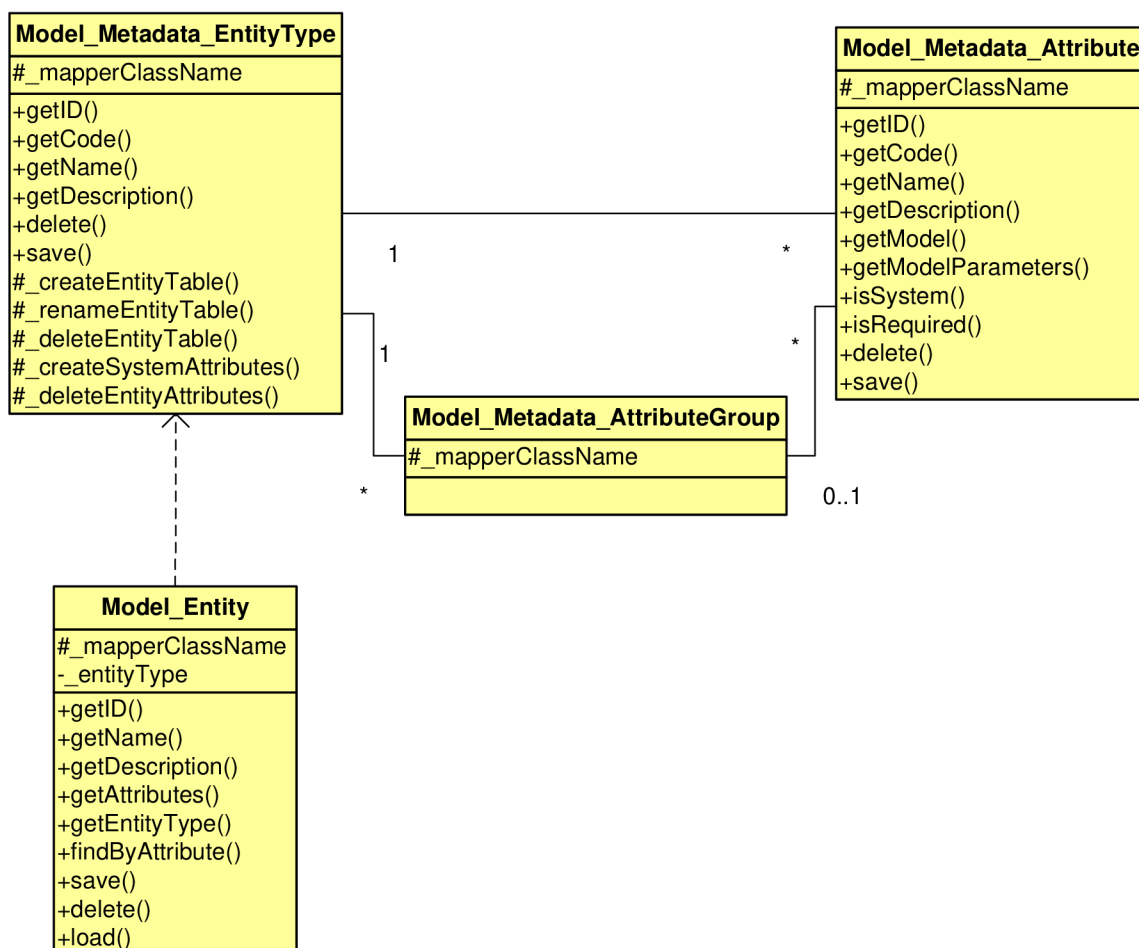 Model_Metadata_EntityType
#_mapperClassName
+getID()
+getCode()
+getName()
+getDescription()
+delete()
+save()
#_createEntityTable()
#_renameEntityTable()
#_deleteEntityTable()
#_createSystemAttributes()
#_deleteEntityAttributes()
Model_Metadata_Attribute
#_mapperClassName
+getID()
+getCode()
+getName()
+getDescription()
+getModel()
+getModelParameters()
+isSystem()
+isRequired()
+delete()
+save()
1
*
1
*
Model_Metadata_AttributeGroup
#_mapperClassName
*
0..1
Model_Entity
#_mapperClassName
-_entityType
+getID()
+getName()
+getDescription()
+getAttributes()
+getEntityType()
+findByAttribute()
+save()
+delete()
+load()